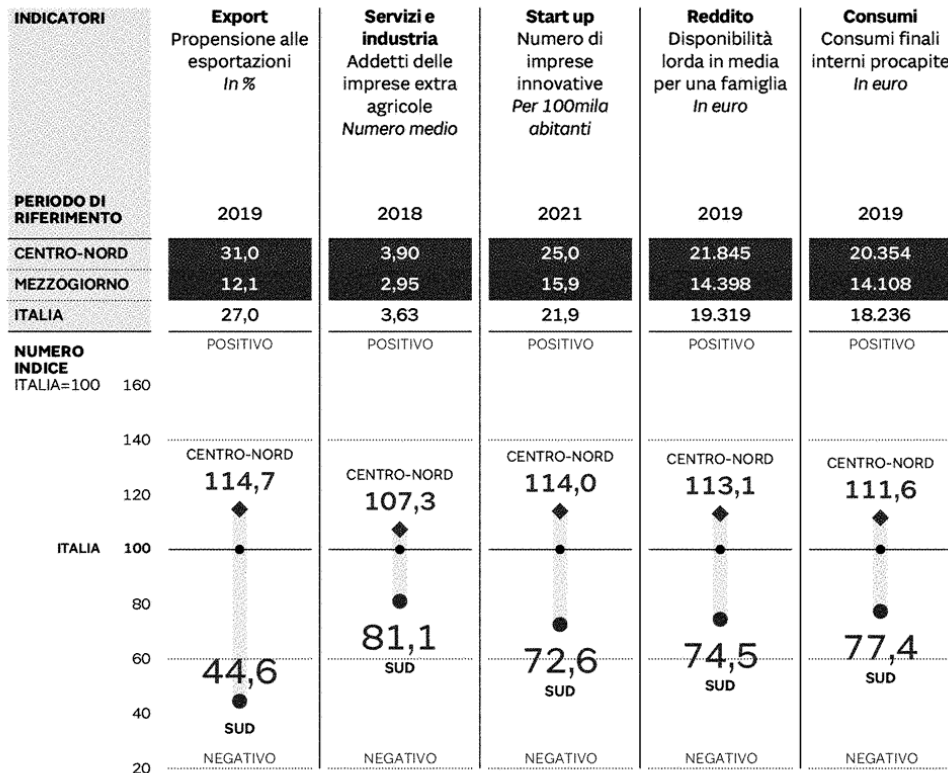 INDICATORI
Export
Propensione alle
esportazioni
In %
Servizi e
industria
Addetti delle
imprese extra
agricole
Numero medio
Start up
Numero di
imprese
innovative
Per 100mila
abitanti
Reddito
Disponibilità
lorda in media
per una famiglia
In euro
Consumi
Consumi finali
interni procapite
In euro
PERIODO DI
RIFERIMENTO
2019 2018 2021 2019 2019
CENTRO-NORD 31,0 3,90 25,0 21.845 20.354
MEZZOGIORNO 12,1 2,95 15,9 14.398 14.108
ITALIA 27,0 3,63 21,9 19.319 18.236
POSITIVO POSITIVO POSITIVO POSITIVO POSITIVO
NUMERO
INDICE
ITALIA=100 160
140
CENTRO-NORD CENTRO-NORD CENTRO-NORD CENTRO-NORD CENTRO-NORD
114,7 107,3 114,0 113,1 111,6
120
ITALIA 100
80
81,1 72,6 74,5 77,4
60
44,6
SUD SUD SUD SUD
40
SUD
NEGATIVO NEGATIVO NEGATIVO NEGATIVO NEGATIVO
20